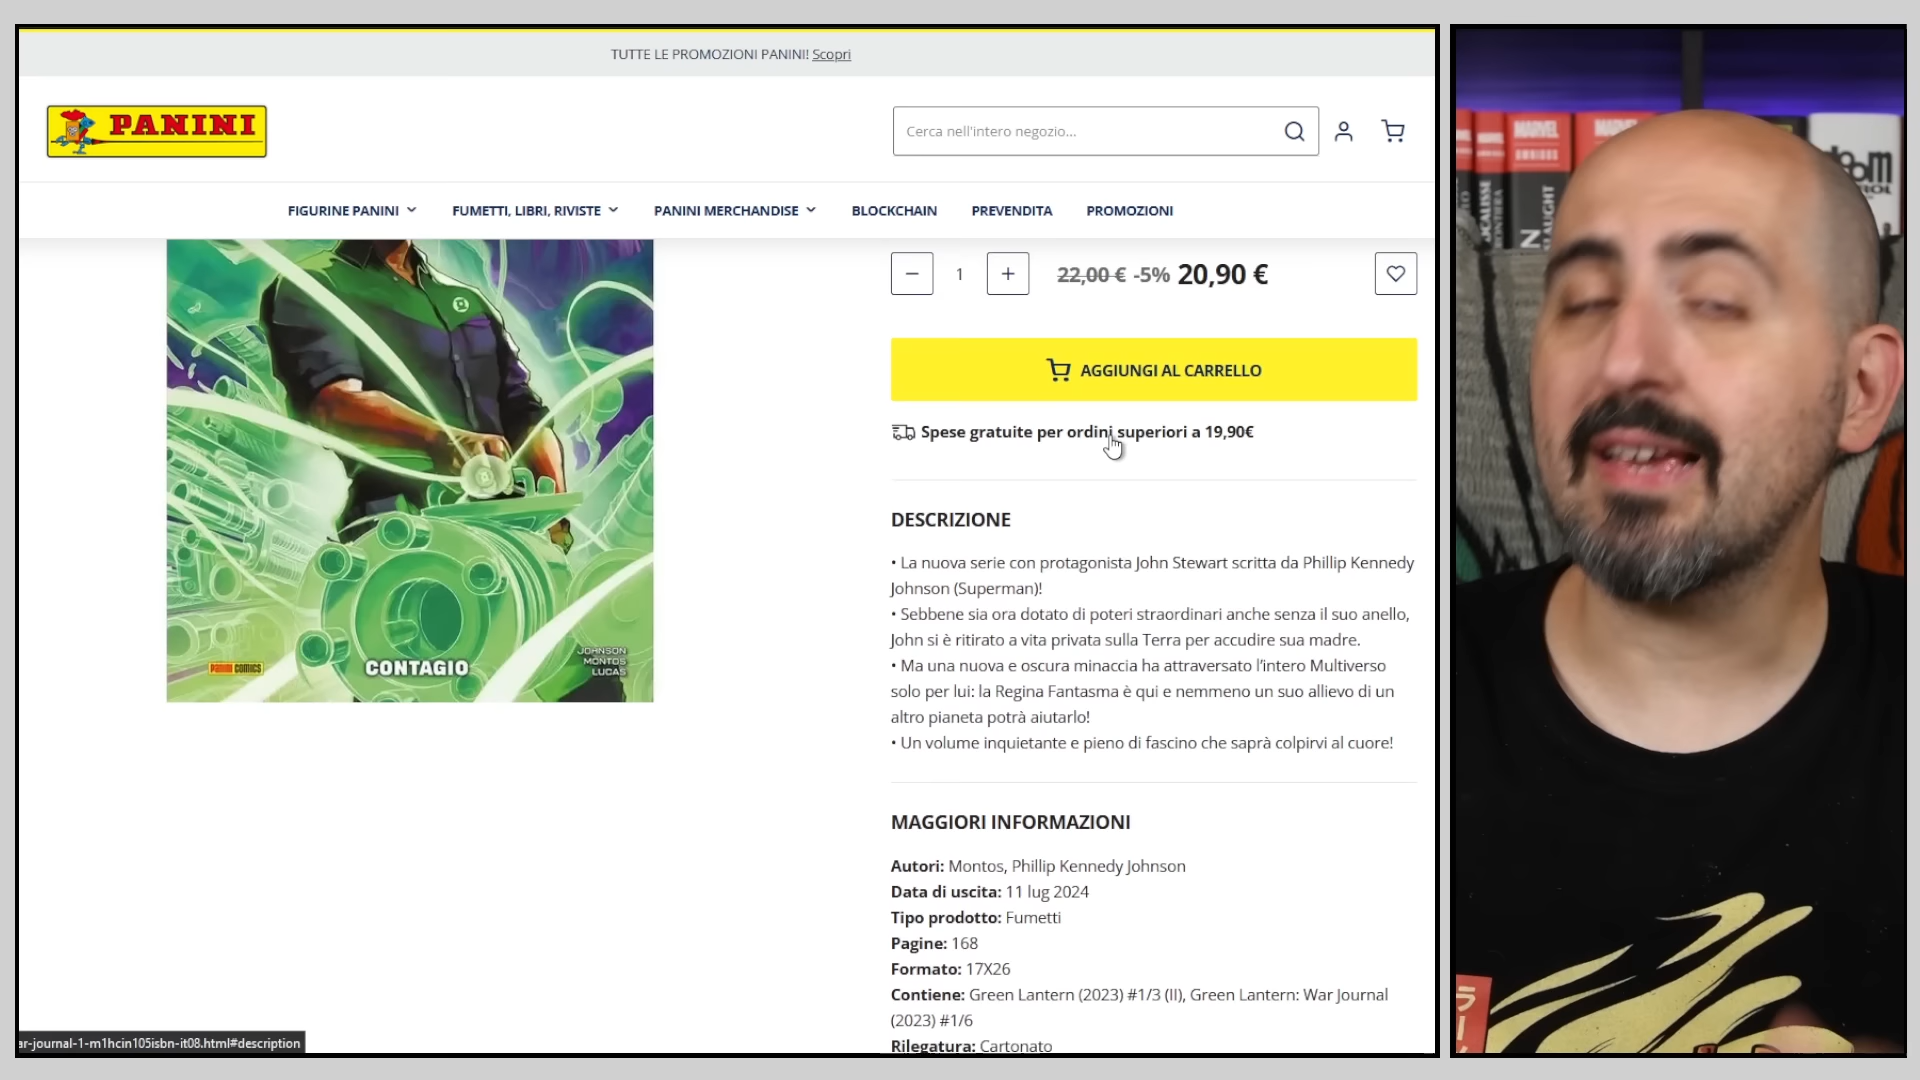 TUTTE LE PROMOZIONI PANINI! Scopri
PANINI
Cerca nell'intero negozio...
FIGURINE PANINI
FUMETTI, LIBRI, RIVISTE
PANINI MERCHANDISE
BLOCKCHAIN
PREVENDITA
PROMOZIONI
1
22,00 € -5% 20,90 €
AGGIUNGI AL CARRELLO
Spese gratuite per ordini superiori a 19,90€
DESCRIZIONE
• La nuova serie con protagonista John Stewart scritta da Phillip Kennedy
Johnson (Superman)!
• Sebbene sia ora dotato di poteri straordinari anche senza il suo anello,
John si è ritirato a vita privata sulla Terra per accudire sua madre.
• Ma una nuova e oscura minaccia ha attraversato l'intero Multiverso
solo per lui: la Regina Fantasma è qui e nemmeno un suo allievo di un
altro pianeta potrà aiutarlo!
• Un volume inquietante e pieno di fascino che saprà colpirvi al cuore!
MAGGIORI INFORMAZIONI
Autori: Montos, Phillip Kennedy Johnson
Data di uscita: 11 lug 2024
Tipo prodotto: Fumetti
Pagine: 168
Formato: 17X26
Contiene: Green Lantern (2023) #1/3 (II), Green Lantern: War Journal
(2023) #1/6
Rilegatura: Cartonato
PANINI COMICS
CONTAGIO
JOHNSON
MONTOS
LUCAS
ar-journal-1-m1hcin105isbn-it08.html#description
MARVEL
OMNIBUS